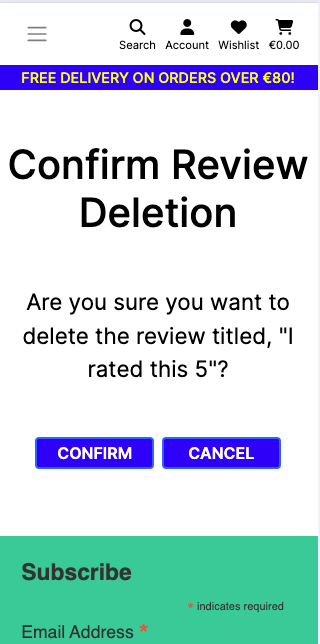 Search Account Wishlist €0.00
FREE DELIVERY ON ORDERS OVER €80!
Confirm Review
Deletion
Are you sure you want to
delete the review titled, "I
rated this 5"?
CONFIRM CANCEL
Subscribe
* indicates required
Email Address *